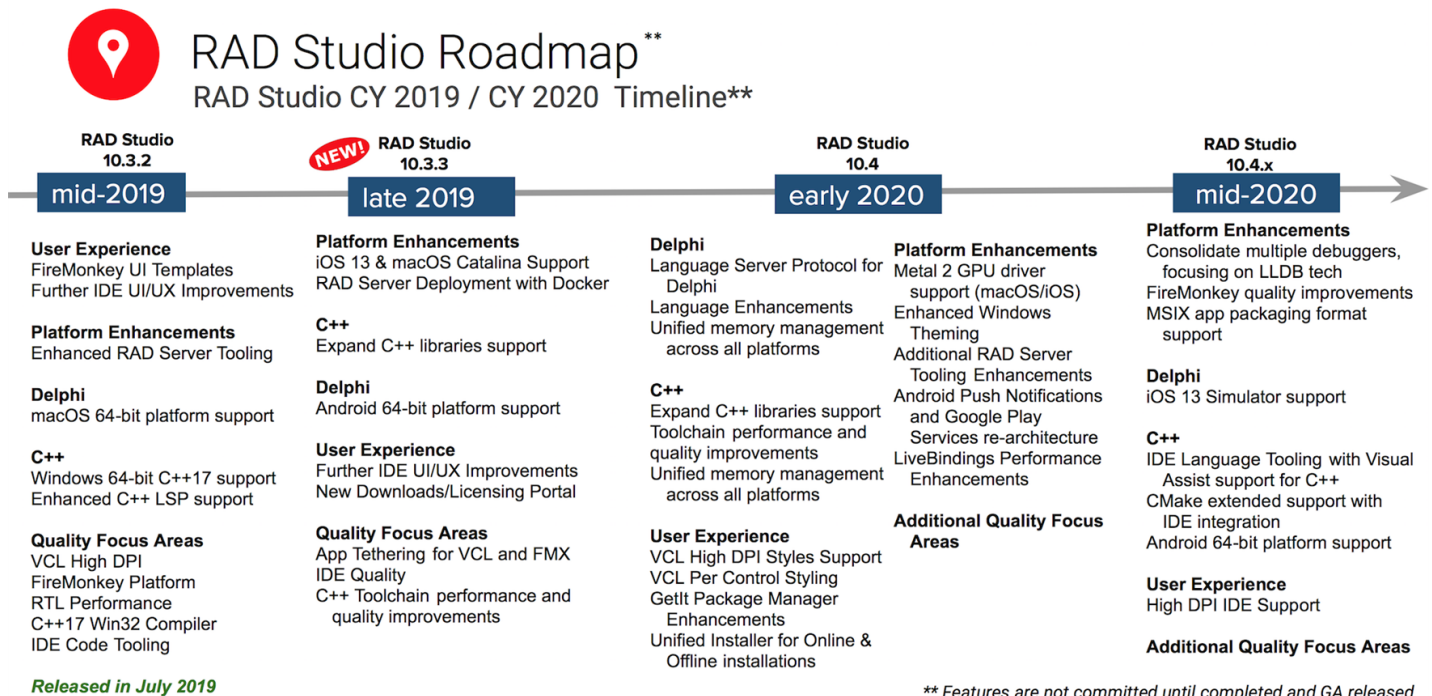 RAD Studio Roadmap**
RAD Studio CY 2019 / CY 2020 Timeline**
RAD Studio
10.3.2
mid-2019
User Experience
FireMonkey UI Templates
Further IDE UI/UX Improvements
Platform Enhancements
Enhanced RAD Server Tooling
Delphi
macOS 64-bit platform support
C++
Windows 64-bit C++17 support
Enhanced C++ LSP support
Quality Focus Areas
VCL High DPI
FireMonkey Platform
RTL Performance
C++17 Win32 Compiler
IDE Code Tooling
Released in July 2019
NEW!
RAD Studio
10.3.3
late 2019
Platform Enhancements
iOS 13 & macOS Catalina Support
RAD Server Deployment with Docker
C++
Expand C++ libraries support
Delphi
Android 64-bit platform support
User Experience
Further IDE UI/UX Improvements
New Downloads/Licensing Portal
Quality Focus Areas
App Tethering for VCL and FMX
IDE Quality
C++ Toolchain performance and
quality improvements
RAD Studio
10.4
early 2020
Delphi
Language Server Protocol for
Delphi
Language Enhancements
Unified memory management
across all platforms
C++
Expand C++ libraries support
Toolchain performance and
quality improvements
Unified memory management
across all platforms
User Experience
VCL High DPI Styles Support
VCL Per Control Styling
GetIt Package Manager
Enhancements
Unified Installer for Online &
Offline installations
Platform Enhancements
Metal 2 GPU driver
support (macOS/iOS)
Enhanced Windows
Theming
Additional RAD Server
Tooling Enhancements
Android Push Notifications
and Google Play
Services re-architecture
LiveBindings Performance
Enhancements
Additional Quality Focus
Areas
RAD Studio
10.4.x
mid-2020
Platform Enhancements
Consolidate multiple debuggers,
focusing on LLDB tech
FireMonkey quality improvements
MSIX app packaging format
support
Delphi
iOS 13 Simulator support
C++
IDE Language Tooling with Visual
Assist support for C++
CMake extended support with
IDE integration
Android 64-bit platform support
User Experience
High DPI IDE Support
Additional Quality Focus Areas
** Features are not committed until completed and GA released